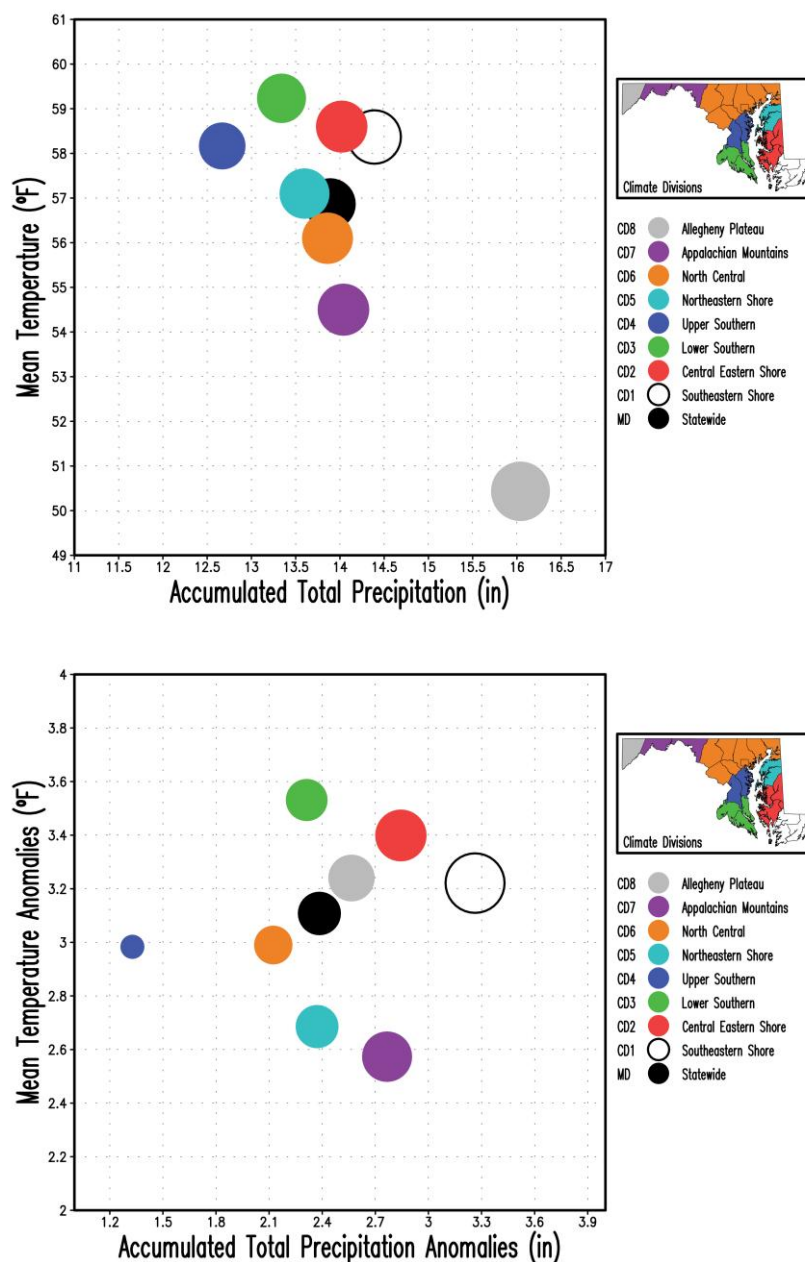 61
60
59
58
57
56
55
54
53
52
51
50
49
Mean Temperature (ºF)
11 11.5 12 12.5 13 13.5 14 14.5 15 15.5 16 16.5 17
Accumulated Total Precipitation (in)
Climate Divisions
CD8 Allegheny Plateau
CD7 Appalachian Mountains
CD6 North Central
CD5 Northeastern Shore
CD4 Upper Southern
CD3 Lower Southern
CD2 Central Eastern Shore
CD1 Southeastern Shore
MD Statewide
4
3.8
3.6
3.4
3.2
3
2.8
2.6
2.4
2.2
2
Mean Temperature Anomalies (ºF)
1.2 1.5 1.8 2.1 2.4 2.7 3 3.3 3.6 3.9
Accumulated Total Precipitation Anomalies (in)
Climate Divisions
CD8 Allegheny Plateau
CD7 Appalachian Mountains
CD6 North Central
CD5 Northeastern Shore
CD4 Upper Southern
CD3 Lower Southern
CD2 Central Eastern Shore
CD1 Southeastern Shore
MD Statewide